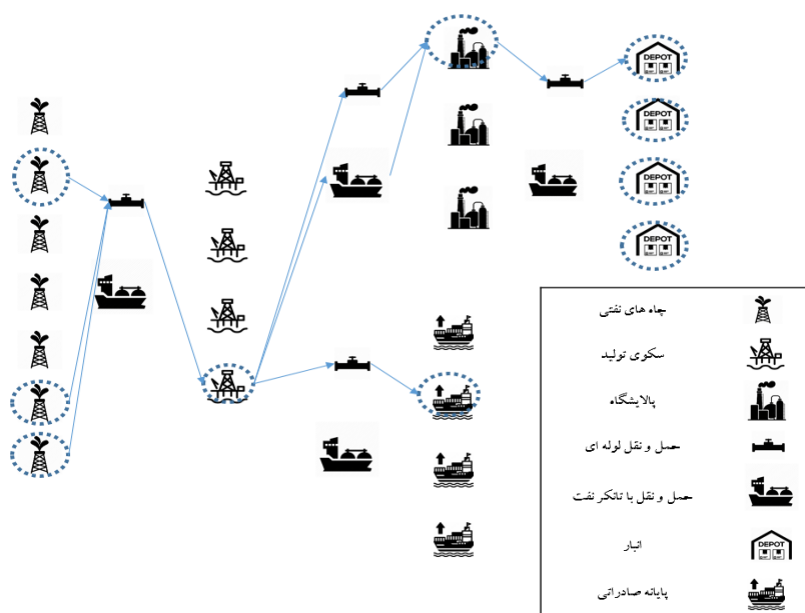 DEPOT
DEPOT
DEPOT
DEPOT
چاه های نفتی
سکوی تولید
پالایشگاه
حمل و نقل لوله ای
حمل و نقل با تانکر نفت
انبار
DEPOT
پایانه صادراتی